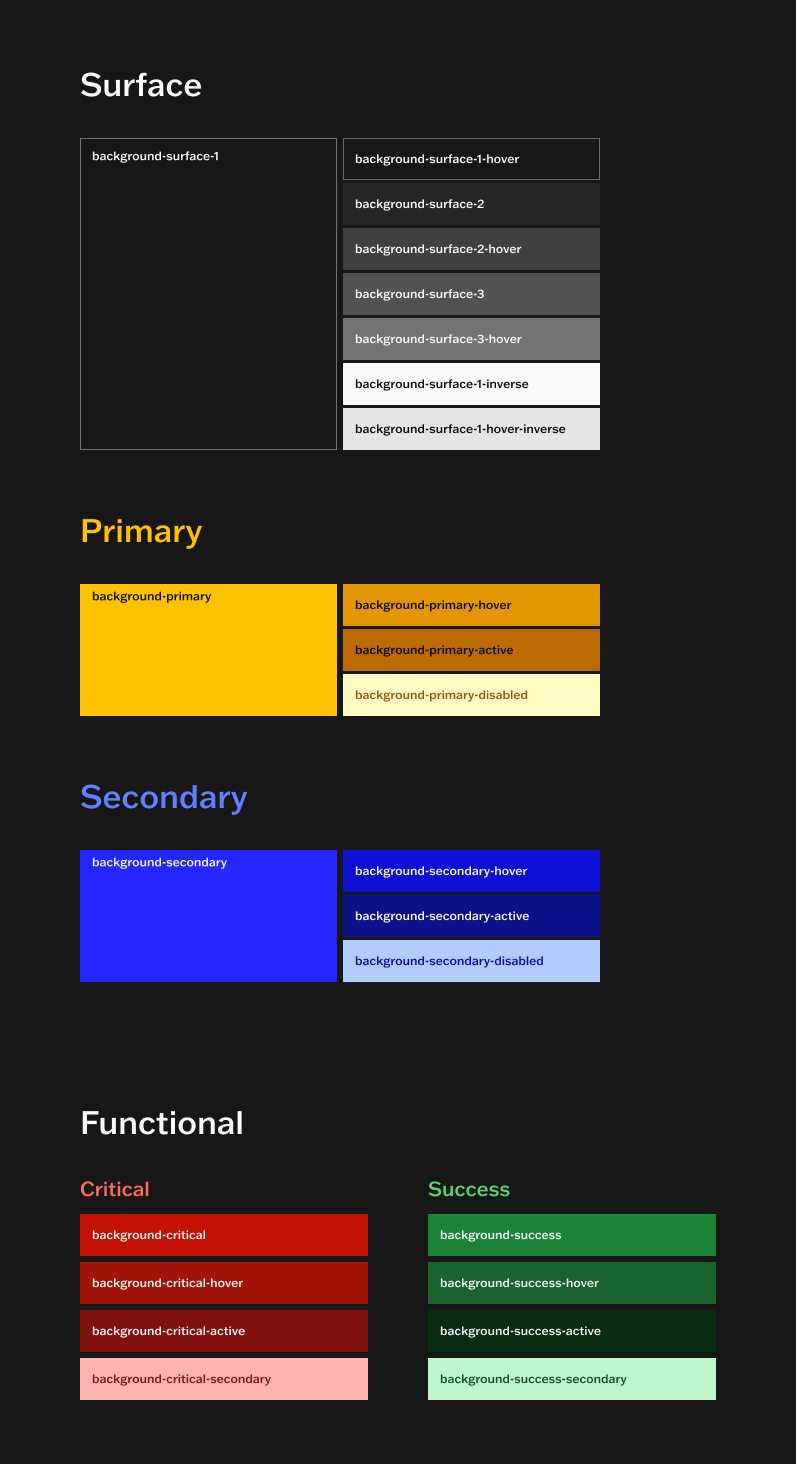 Surface
background-surface-1
background-surface-1-hover
background-surface-2
background-surface-2-hover
background-surface-3
background-surface-3-hover
background-surface-1-inverse
background-surface-1-hover-inverse
Primary
background-primary
background-primary-hover
background-primary-active
background-primary-disabled
Secondary
background-secondary
background-secondary-hover
background-secondary-active
background-secondary-disabled
Functional
Critical
background-critical
background-critical-hover
background-critical-active
background-critical-secondary
Success
background-success
background-success-hover
background-success-active
background-success-secondary